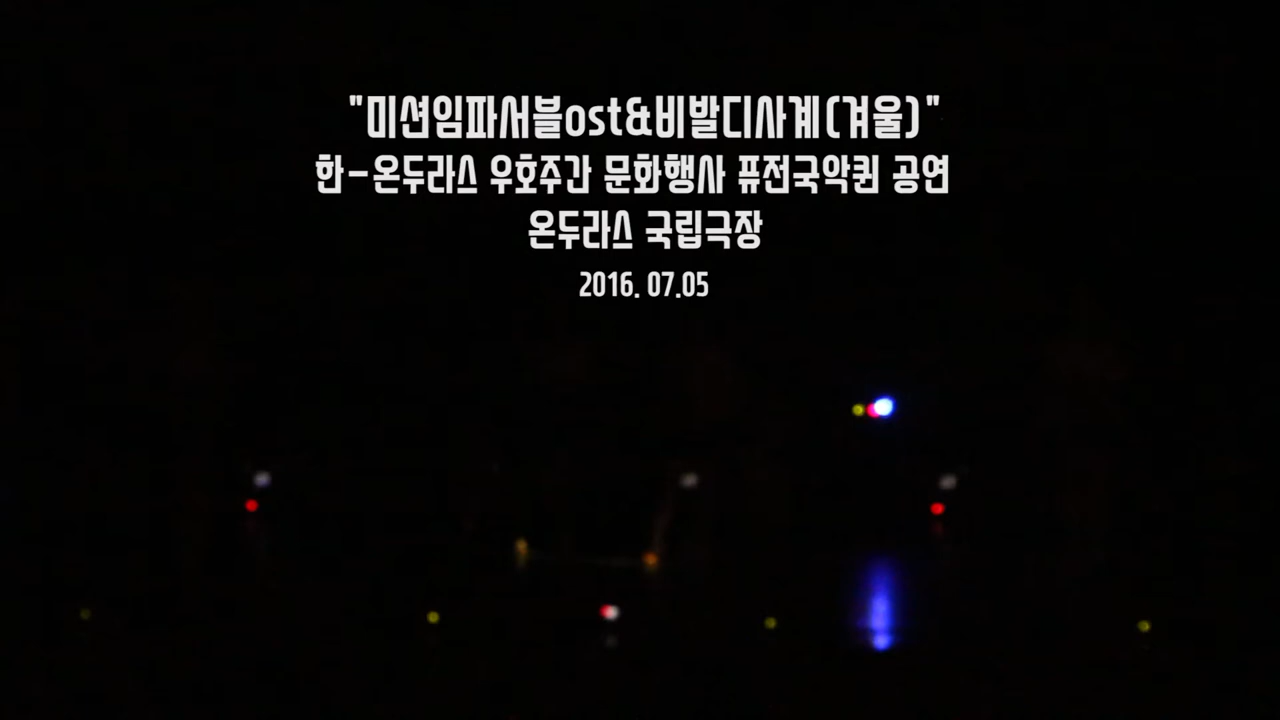 "미션임파서블ost&비발디사계(겨울)"
한-온두라스 우호주간 문화행사 퓨전국악퀸 공연
온두라스 국립극장
2016. 07.05